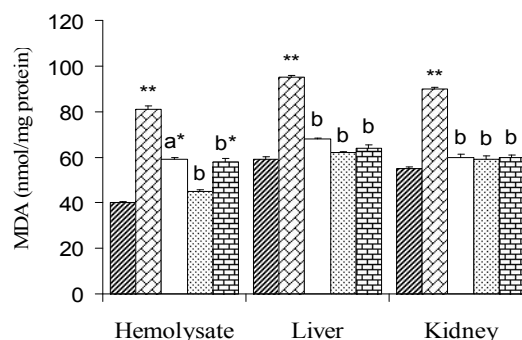 120
100
80
60
40
20
0
MDA (nmol/mg protein)
** a* b b*
** b b b
** b b b
Hemolysate Liver Kidney